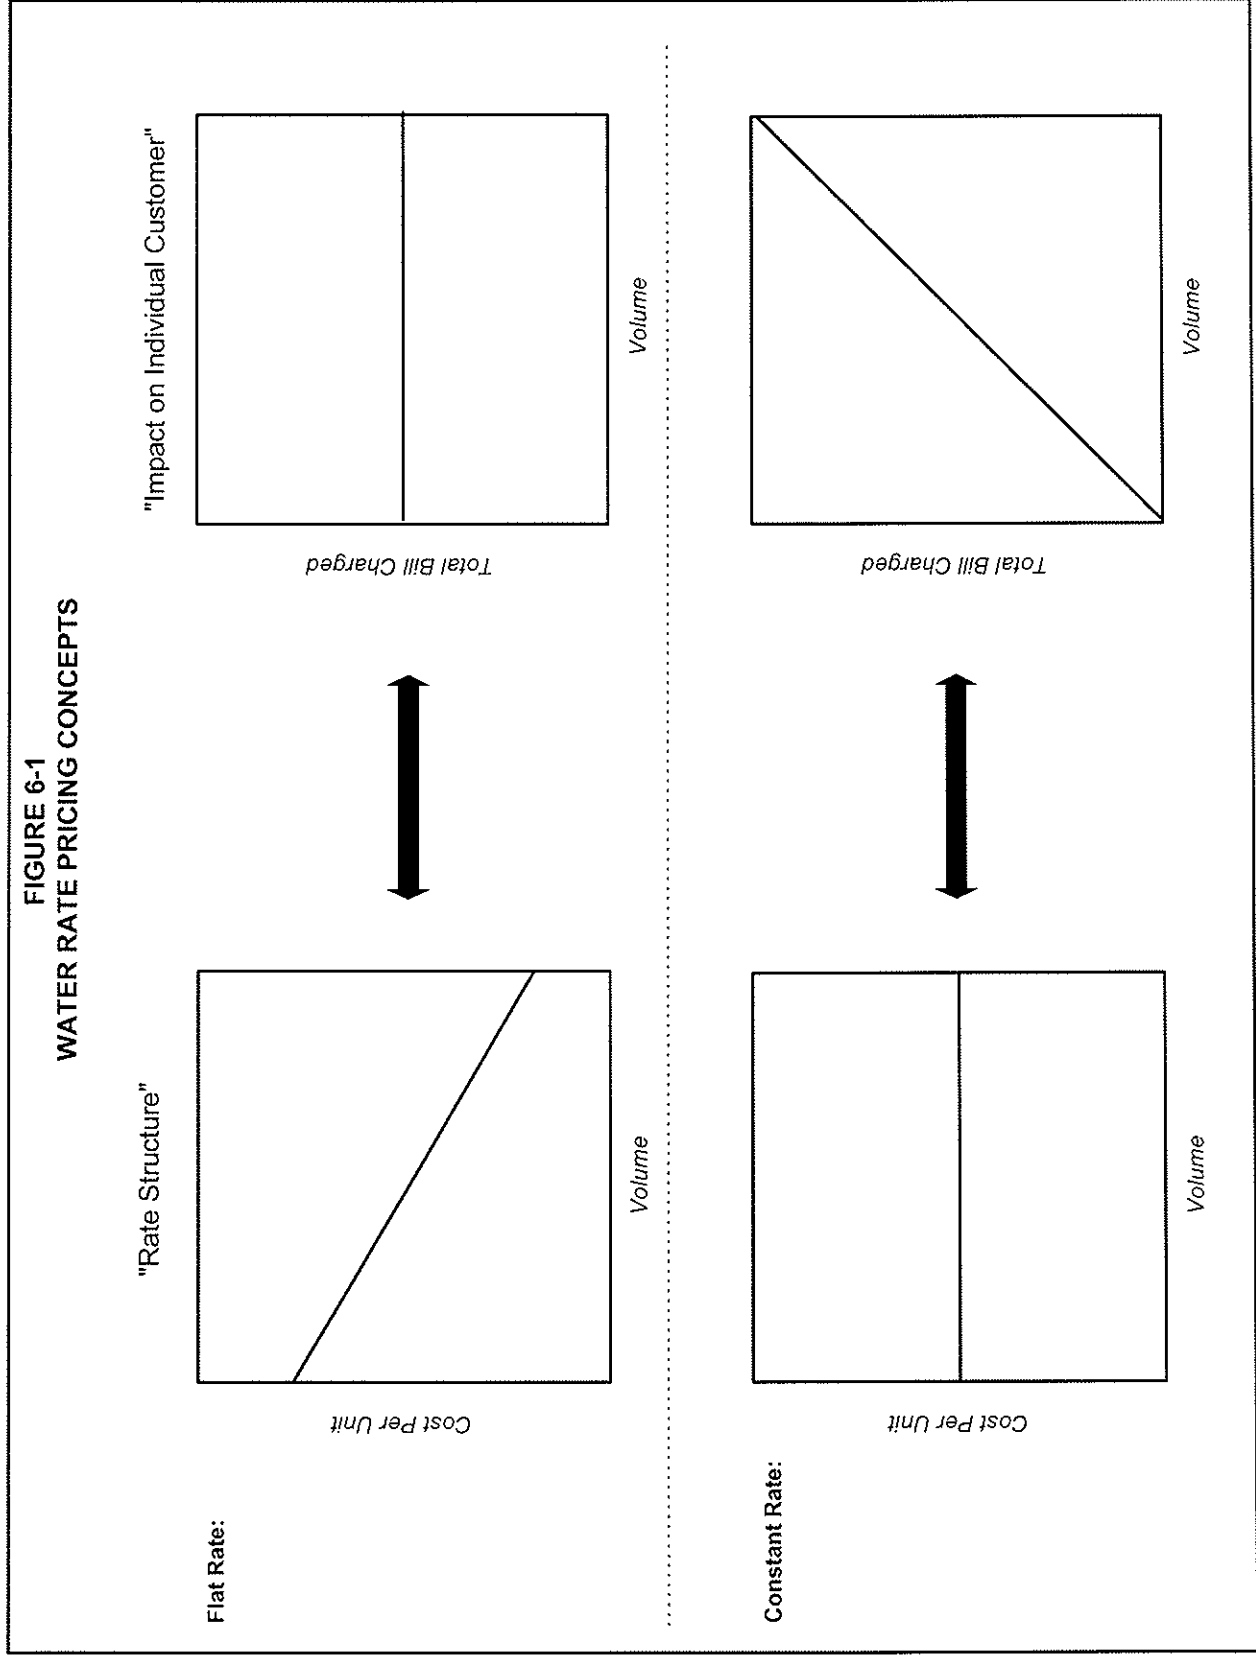 FIGURE 6-1
WATER RATE PRICING CONCEPTS
"Rate Structure"
"Impact on Individual Customer"
Flat Rate:
Cost Per Unit
Volume
Total Bill Charged
Volume
Constant Rate:
Cost Per Unit
Volume
Total Bill Charged
Volume